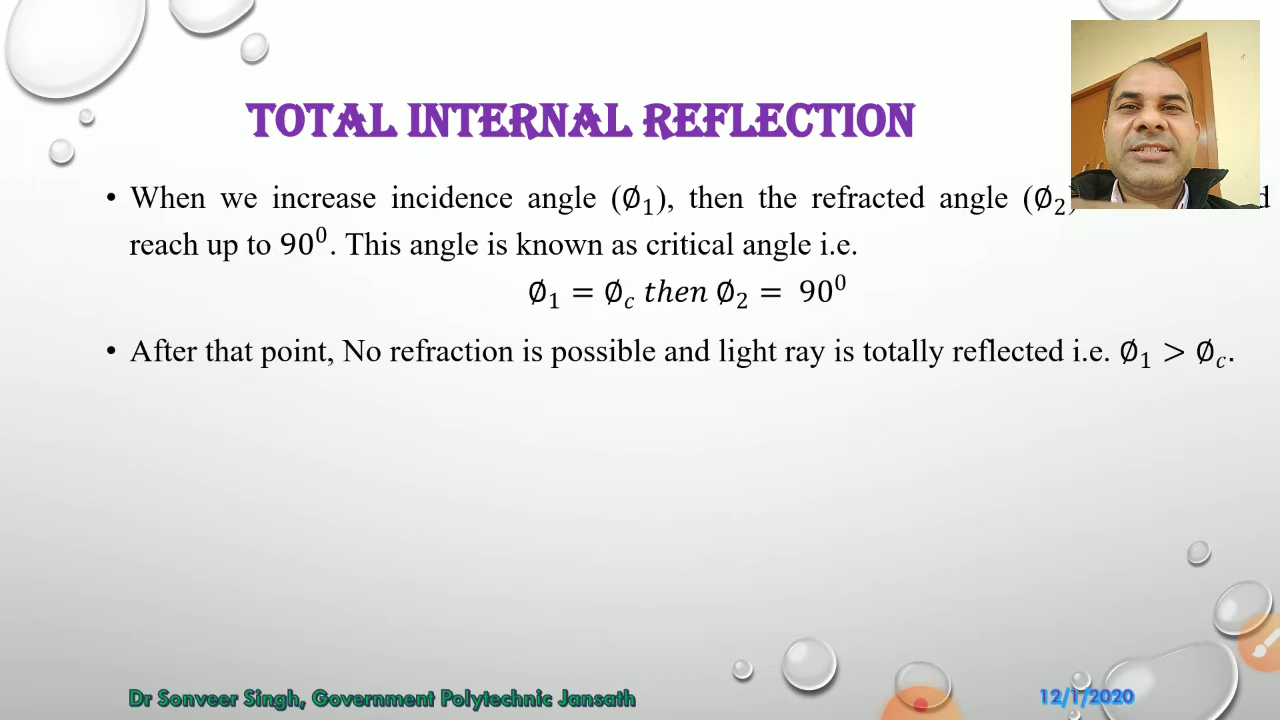 TOTAL INTERNAL REFLECTION
• When we increase incidence angle (∅₁), then the refracted angle (∅₂)
reach up to 90⁰. This angle is known as critical angle i.e.
∅₁ = ∅c then ∅₂ = 90⁰
• After that point, No refraction is possible and light ray is totally reflected i.e. ∅₁ > ∅c.
Dr Sonveer Singh, Government Polytechnic Jansath
12/1/2020